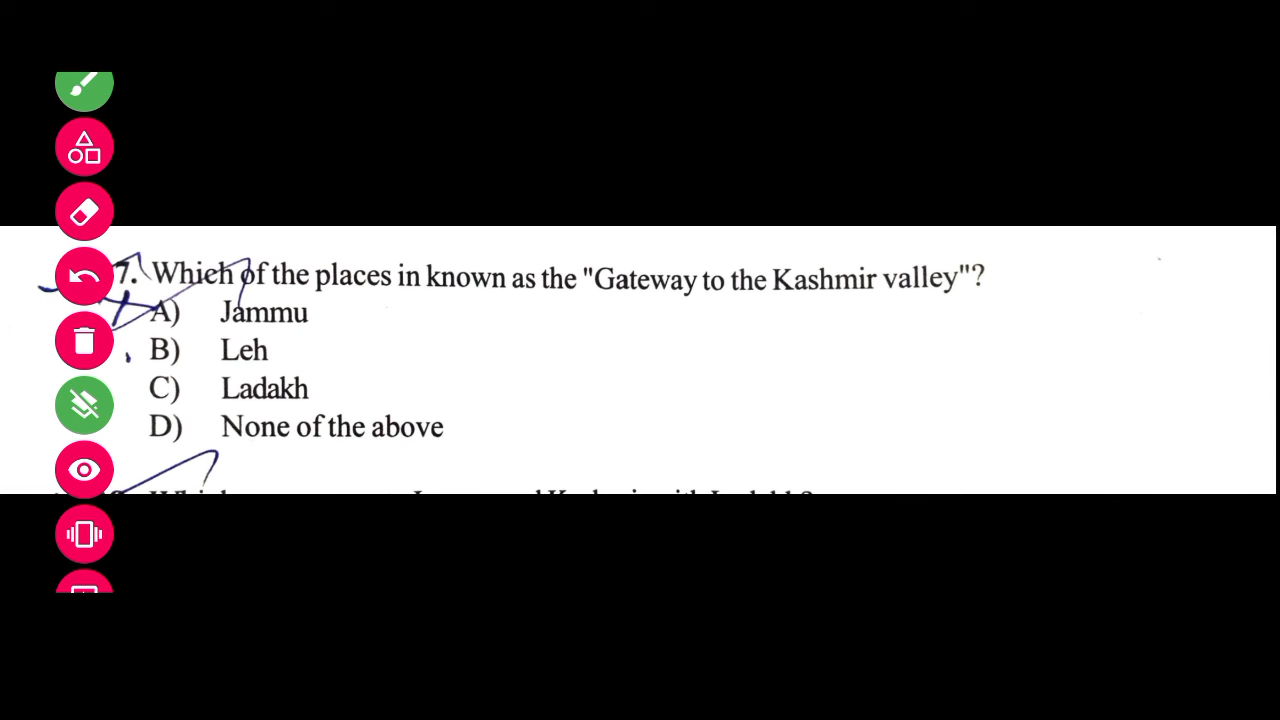 7. Which of the places in known as the "Gateway to the Kashmir valley"?
A) Jammu
B) Leh
C) Ladakh
D) None of the above